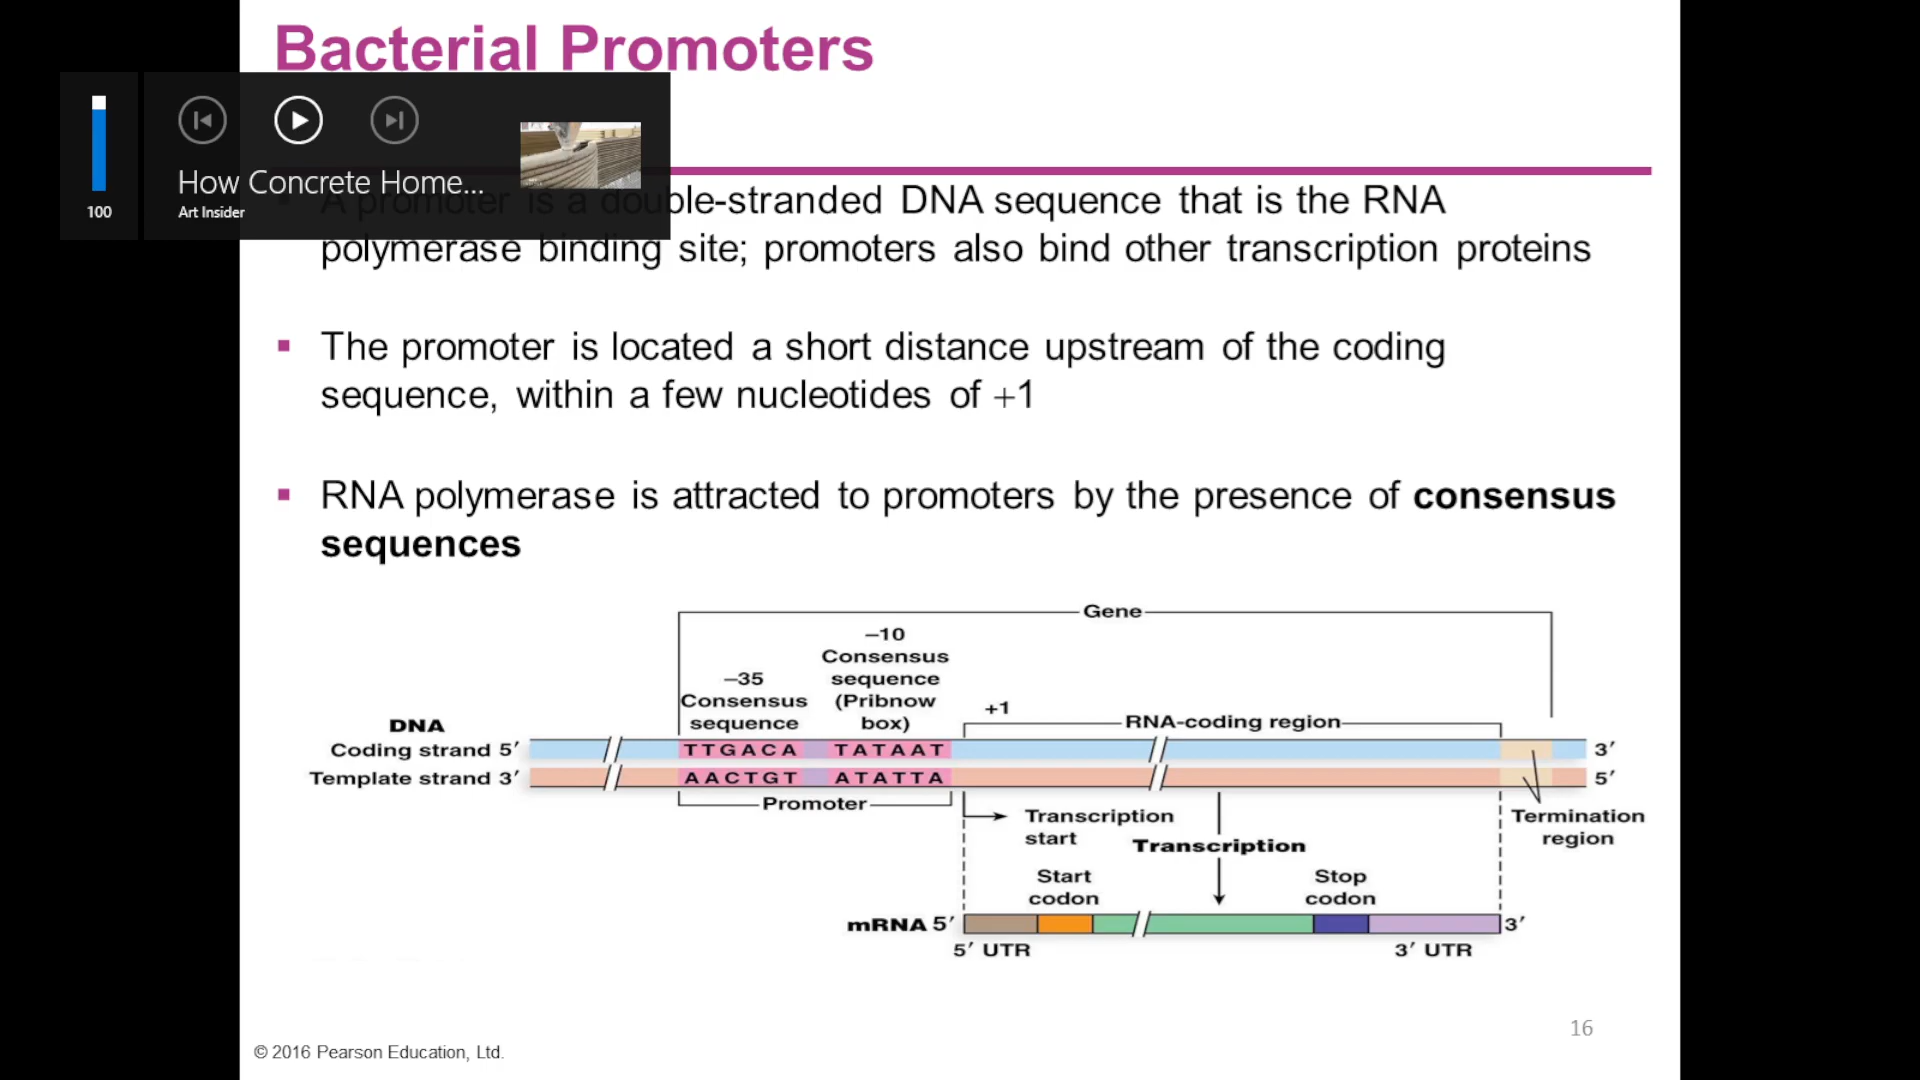 Bacterial Promoters
100
How Concrete Home...
Art Insider
A promoter is a double-stranded DNA sequence that is the RNA
polymerase binding site; promoters also bind other transcription proteins
The promoter is located a short distance upstream of the coding
sequence, within a few nucleotides of +1
RNA polymerase is attracted to promoters by the presence of consensus
sequences
Gene
–10
Consensus
sequence
(Pribnow
box)
–35
Consensus
sequence
+1
RNA-coding region
DNA
Coding strand 5′ TTGACA TATAAT 3′
Template strand 3′ AACTGT ATATTA 5′
Promoter
Transcription
start
Transcription
Termination
region
Start
codon
Stop
codon
mRNA 5′ 3′
5′ UTR 3′ UTR
16
© 2016 Pearson Education, Ltd.